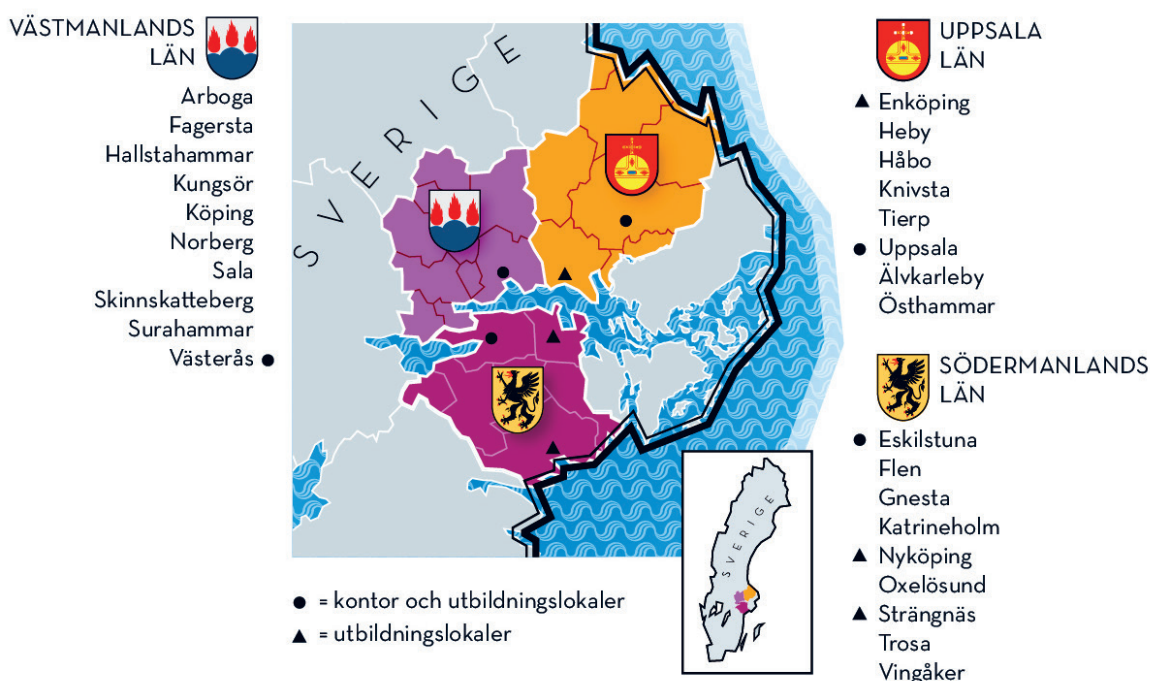 VÄSTMANLANDS
LÄN
Arboga
Fagersta
Hallstahammar
Kungsör
Köping
Norberg
Sala
Skinnskatteberg
Surahammar
Västerås ●
SVERIGE
UPPSALA
LÄN
▲ Enköping
Heby
Håbo
Knivsta
Tierp
● Uppsala
Älvkarleby
Östhammar
SÖDERMANLANDS
LÄN
● Eskilstuna
Flen
Gnesta
Katrineholm
▲ Nyköping
Oxelösund
▲ Strängnäs
Trosa
Vingåker
● = kontor och utbildningslokaler
▲ = utbildningslokaler
SVERIGE